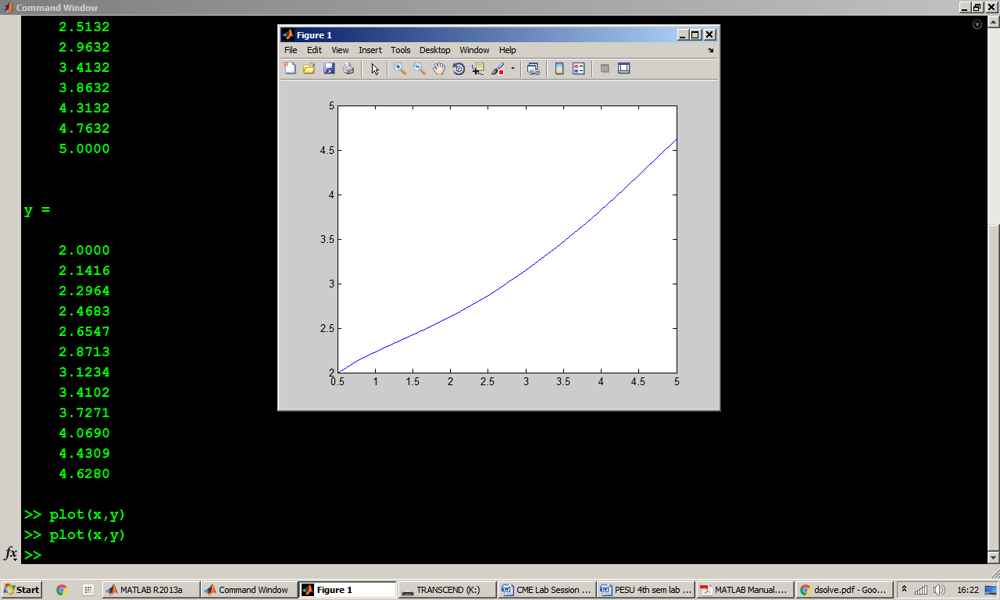 Command Window
2.5132
2.9632
3.4132
3.8632
4.3132
4.7632
5.0000
y =
2.0000
2.1416
2.2964
2.4683
2.6547
2.8713
3.1234
3.4102
3.7271
4.0690
4.4309
4.6280
>> plot(x,y)
>> plot(x,y)
fx >>
Figure 1
File Edit View Insert Tools Desktop Window Help
5
4.5
4
3.5
3
2.5
2
0.5 1 1.5 2 2.5 3 3.5 4 4.5 5
Start MATLAB R2013a Command Window Figure 1 TRANSCEND (K:) CME Lab Session ... PESU 4th sem lab ... MATLAB Manual.... dsolve.pdf - Goo... 16:22